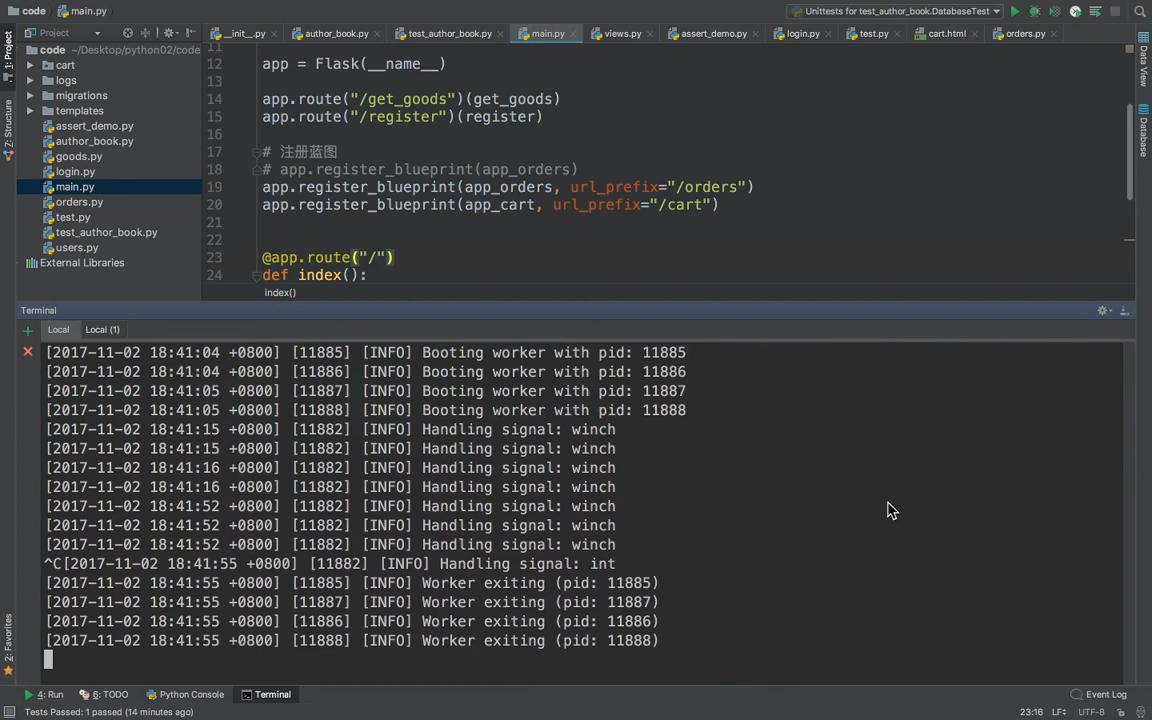 code main.py
Unittests for test_author_book.DatabaseTest
Project
__init__.py author_book.py test_author_book.py main.py views.py assert_demo.py login.py test.py cart.html orders.py
code ~/Desktop/python02/code
cart
logs
migrations
templates
assert_demo.py
author_book.py
goods.py
login.py
main.py
orders.py
test.py
test_author_book.py
users.py
External Libraries
1: Project
7: Structure
2: Favorites
Data View
Database
11
12 app = Flask(__name__)
13
14 app.route("/get_goods")(get_goods)
15 app.route("/register")(register)
16
17 # 注册蓝图
18 # app.register_blueprint(app_orders)
19 app.register_blueprint(app_orders, url_prefix="/orders")
20 app.register_blueprint(app_cart, url_prefix="/cart")
21
22
23 @app.route("/")
24 def index():
index()
Terminal
Local Local (1)
[2017-11-02 18:41:04 +0800] [11885] [INFO] Booting worker with pid: 11885
[2017-11-02 18:41:04 +0800] [11886] [INFO] Booting worker with pid: 11886
[2017-11-02 18:41:05 +0800] [11887] [INFO] Booting worker with pid: 11887
[2017-11-02 18:41:05 +0800] [11888] [INFO] Booting worker with pid: 11888
[2017-11-02 18:41:15 +0800] [11882] [INFO] Handling signal: winch
[2017-11-02 18:41:15 +0800] [11882] [INFO] Handling signal: winch
[2017-11-02 18:41:16 +0800] [11882] [INFO] Handling signal: winch
[2017-11-02 18:41:16 +0800] [11882] [INFO] Handling signal: winch
[2017-11-02 18:41:52 +0800] [11882] [INFO] Handling signal: winch
[2017-11-02 18:41:52 +0800] [11882] [INFO] Handling signal: winch
[2017-11-02 18:41:52 +0800] [11882] [INFO] Handling signal: winch
^C[2017-11-02 18:41:55 +0800] [11882] [INFO] Handling signal: int
[2017-11-02 18:41:55 +0800] [11885] [INFO] Worker exiting (pid: 11885)
[2017-11-02 18:41:55 +0800] [11887] [INFO] Worker exiting (pid: 11887)
[2017-11-02 18:41:55 +0800] [11886] [INFO] Worker exiting (pid: 11886)
[2017-11-02 18:41:55 +0800] [11888] [INFO] Worker exiting (pid: 11888)
4: Run 6: TODO Python Console Terminal Event Log
Tests Passed: 1 passed (14 minutes ago) 23:16 LF UTF-8